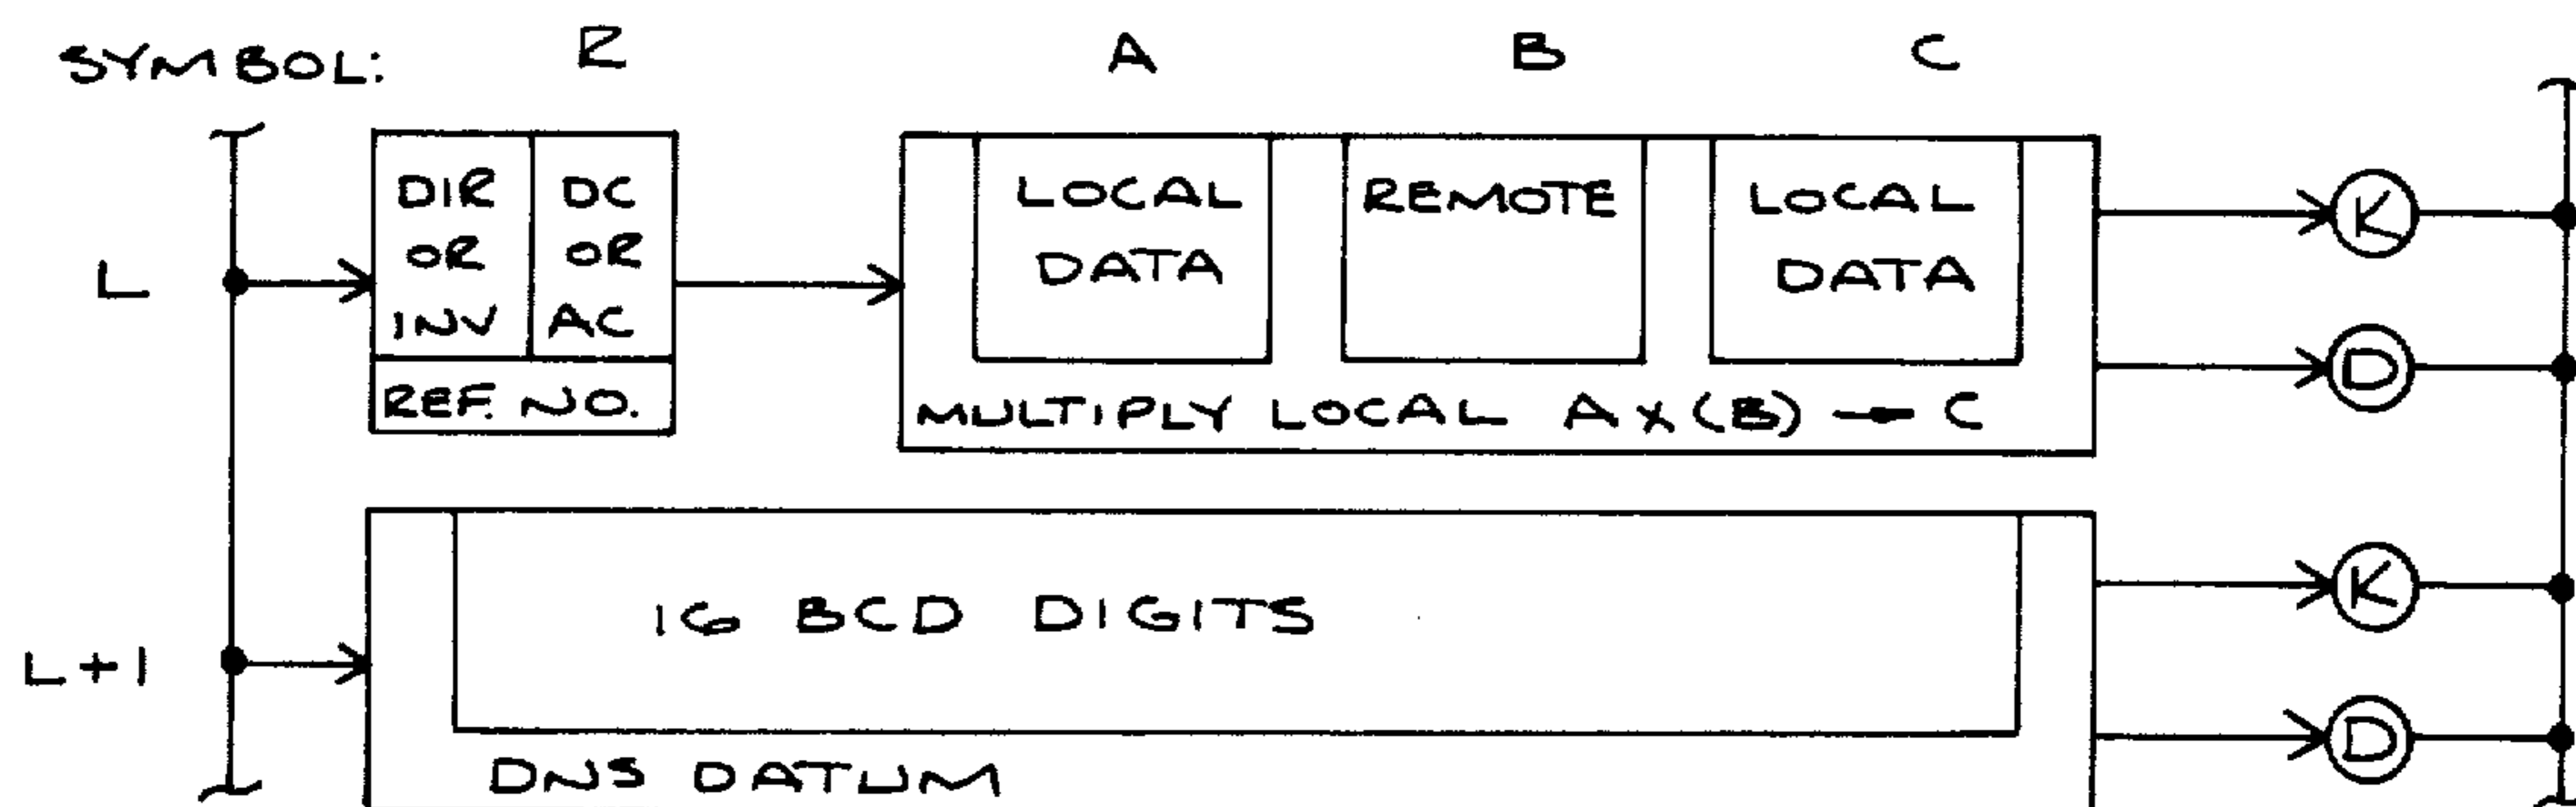 SYMBOL: R A B C
L
DIR OR INV
DC OR AC
REF. NO.
LOCAL DATA
REMOTE
LOCAL DATA
MULTIPLY LOCAL A x (B) → C
K
D
L+1
16 BCD DIGITS
DNS DATUM
K
D